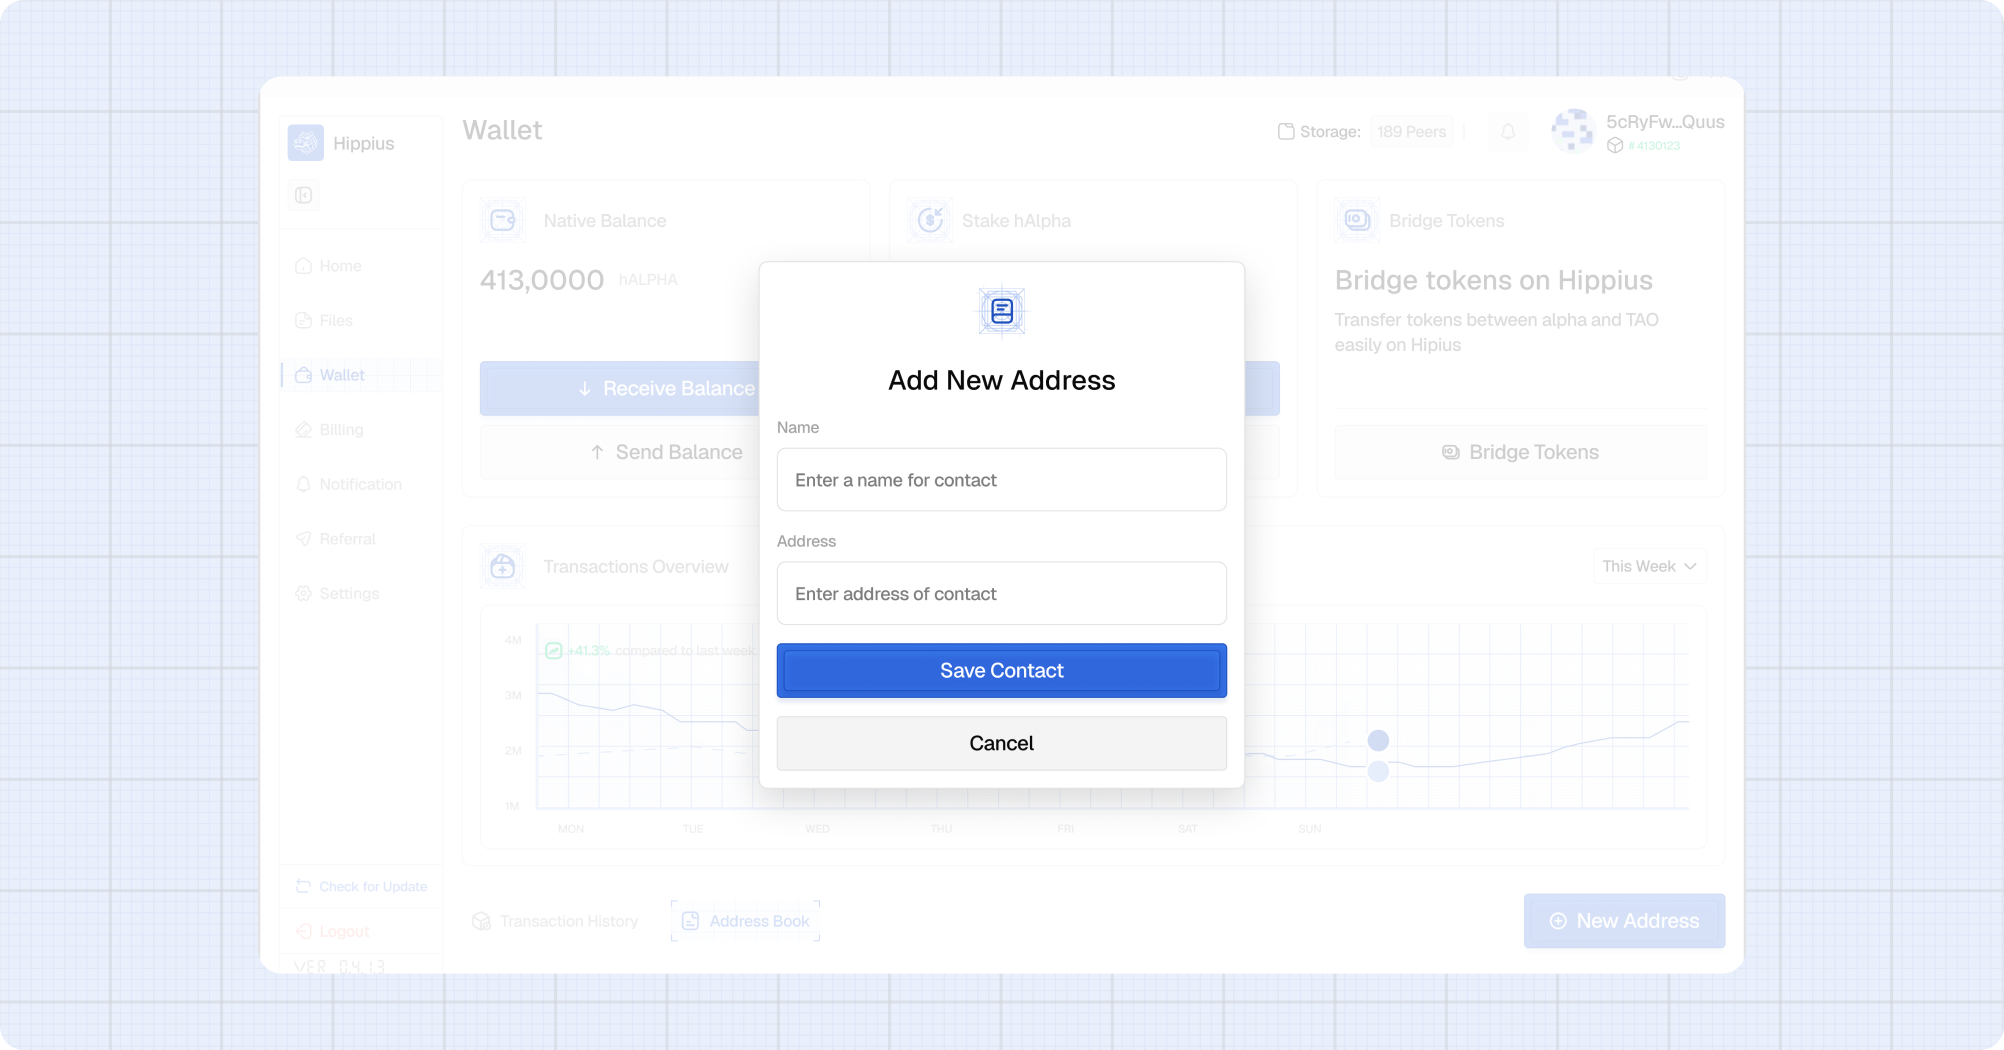 Hippius
Home
Files
Wallet
Billing
Notification
Referral
Settings
Check for Update
Logout
VER 0.4.13
Wallet
Storage: 189 Peers
5cRyFw...Quus
# 4130123
Native Balance
413,0000 hALPHA
Receive Balance
Send Balance
Stake hAlpha
Bridge Tokens
Bridge tokens on Hippius
Transfer tokens between alpha and TAO
easily on Hipius
Bridge Tokens
Add New Address
Name
Enter a name for contact
Address
Enter address of contact
Save Contact
Cancel
Transactions Overview
This Week
+41.3% compared to last week
4M
3M
2M
1M
MON TUE WED THU FRI SAT SUN
Transaction History
Address Book
New Address